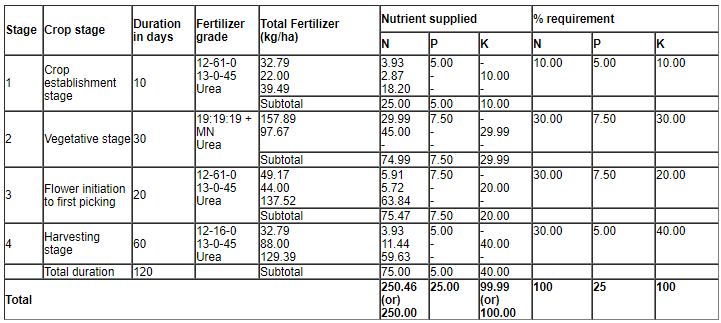 Stage Crop stage Duration in days Fertilizer grade Total Fertilizer (kg/ha) Nutrient supplied % requirement
N P K N P K
1 Crop establishment stage 10 12-61-0 32.79 3.93 5.00 - 10.00 5.00 10.00
13-0-45 22.00 2.87 - 10.00
Urea 39.49 18.20 - -
Subtotal 25.00 5.00 10.00
2 Vegetative stage 30 19:19:19 + MN 157.89 29.99 7.50 - 30.00 7.50 30.00
Urea 97.67 45.00 - 29.99
- - -
Subtotal 74.99 7.50 29.99
3 Flower initiation to first picking 20 12-61-0 49.17 5.91 7.50 - 30.00 7.50 20.00
13-0-45 44.00 5.72 - 20.00
Urea 137.52 63.84 - -
Subtotal 75.47 7.50 20.00
4 Harvesting stage 60 12-16-0 32.79 3.93 5.00 - 30.00 5.00 40.00
13-0-45 88.00 11.44 - 40.00
Urea 129.39 59.63 - -
Total duration 120 Subtotal 75.00 5.00 40.00
Total 250.46 (or) 250.00 25.00 99.99 (or) 100.00 100 25 100